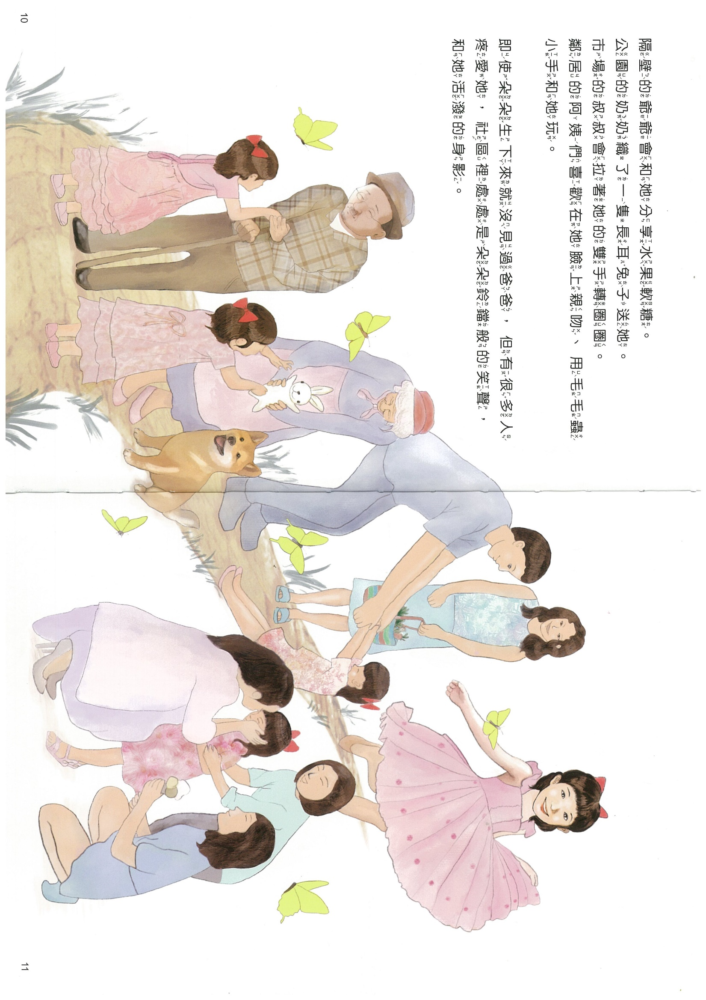 隔壁的爺爺會和她分享水果軟糖。
公園的奶奶織了一隻長耳兔子送她。
市場的叔叔會拉著她的雙手轉圈圈。
鄰居的阿姨們喜歡在她臉上親吻、用毛毛蟲
小手和她玩。
即使朵朵生下來就沒見過爸爸，但有很多人
疼愛她，社區裡處處是朵朵鈴鐺般的笑聲，
和她活潑的身影。
10
11